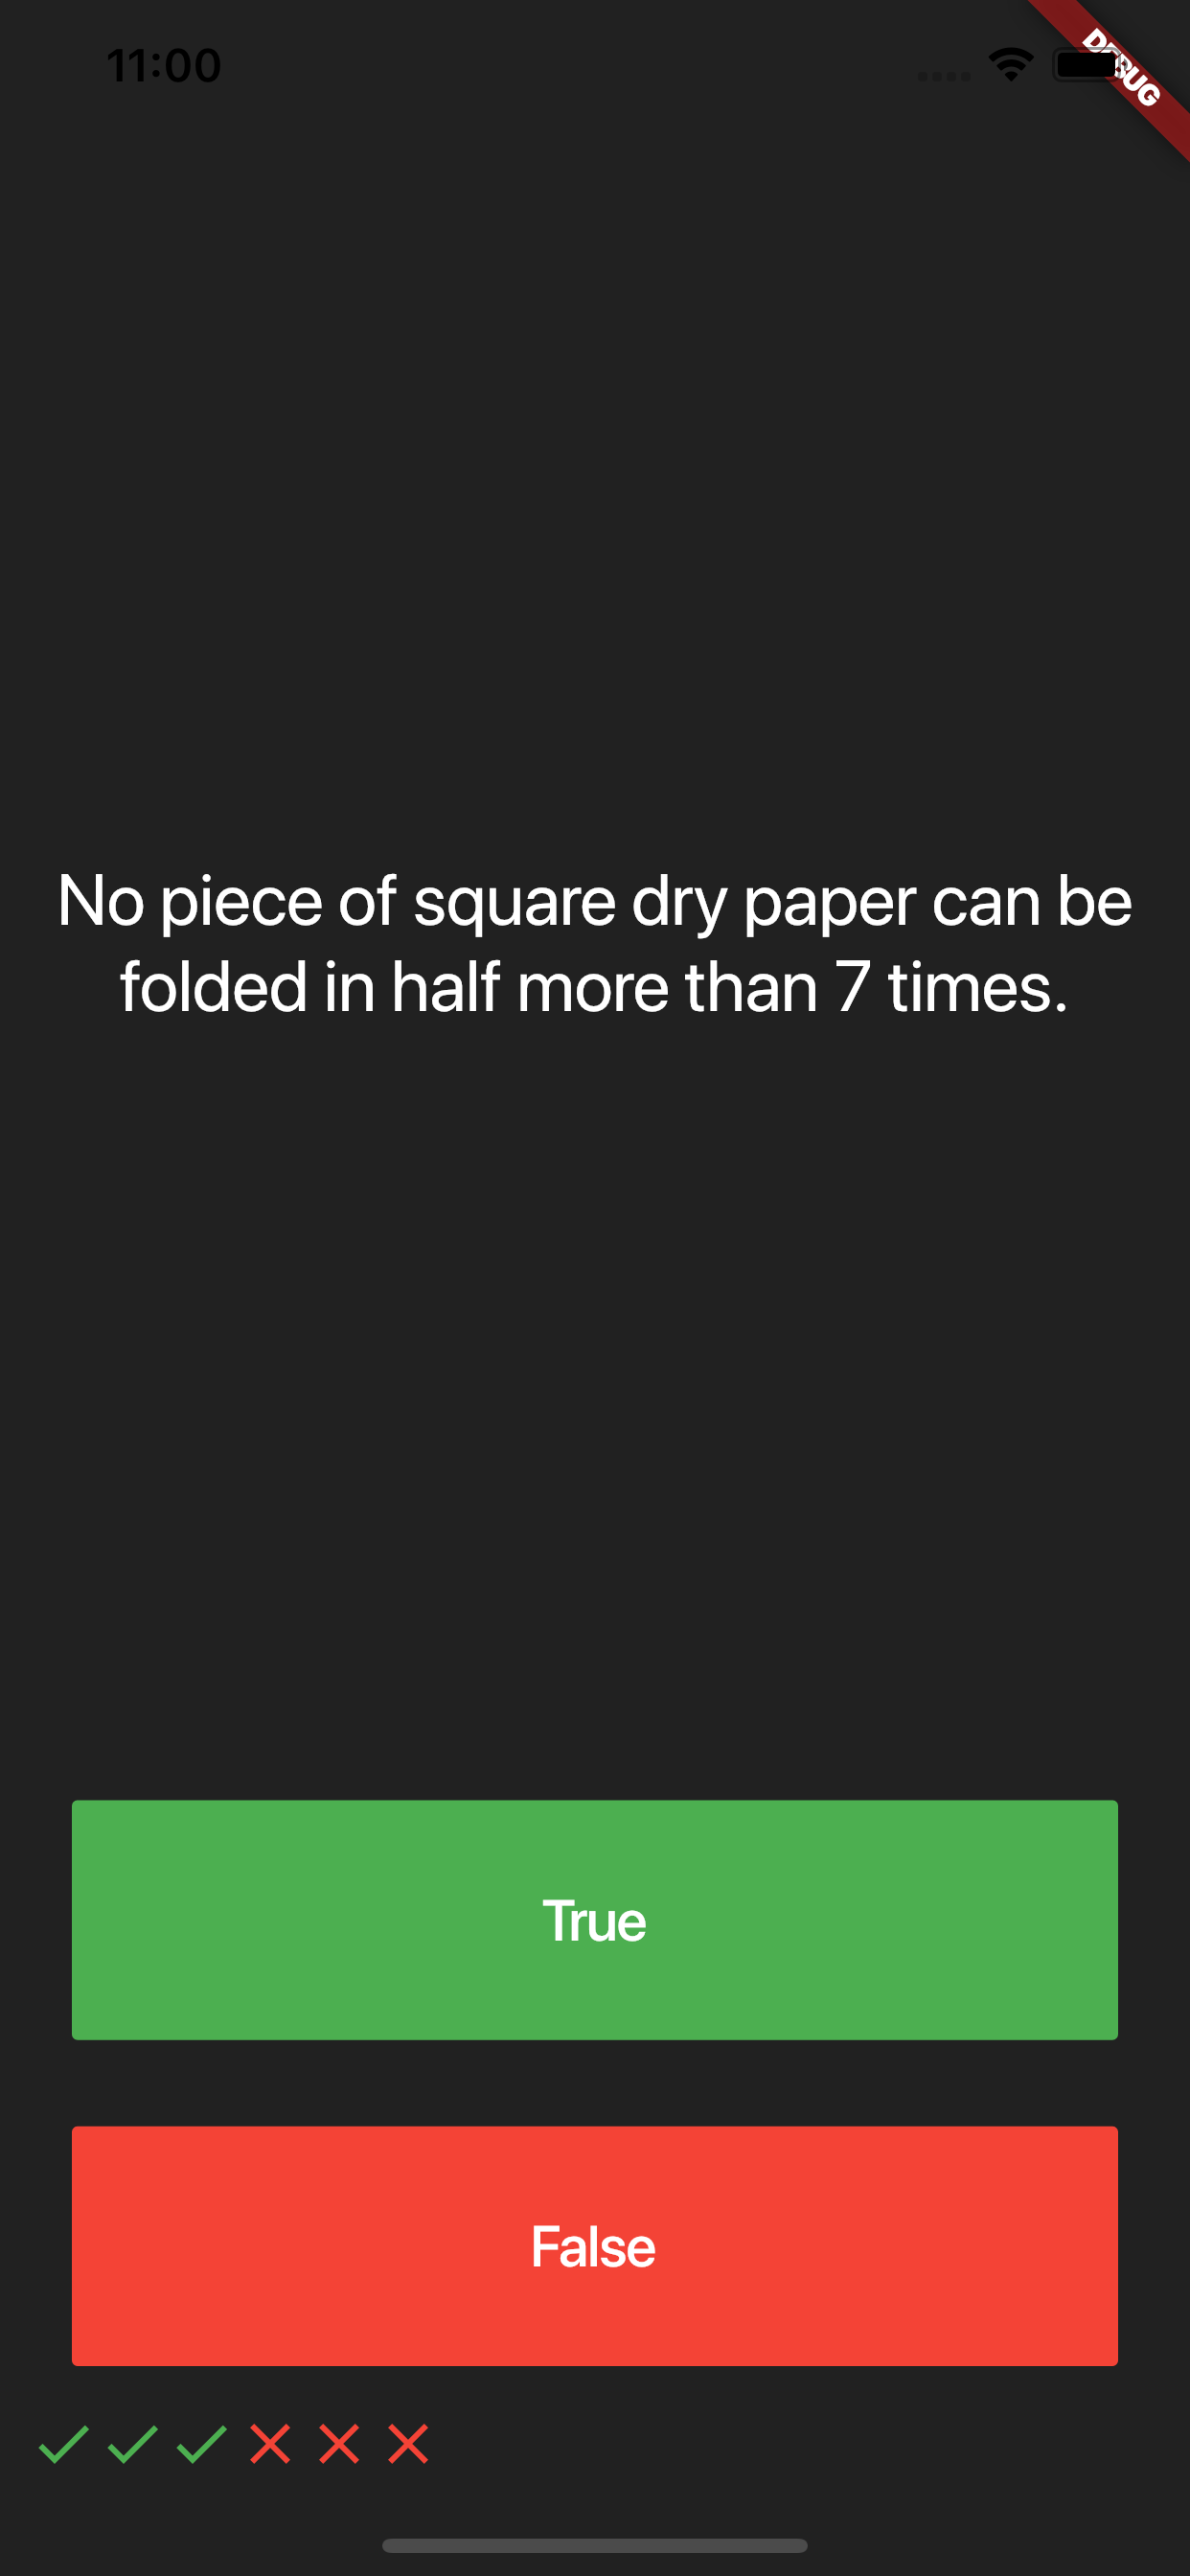 11:00
DEBUG
No piece of square dry paper can be
folded in half more than 7 times.
True
False